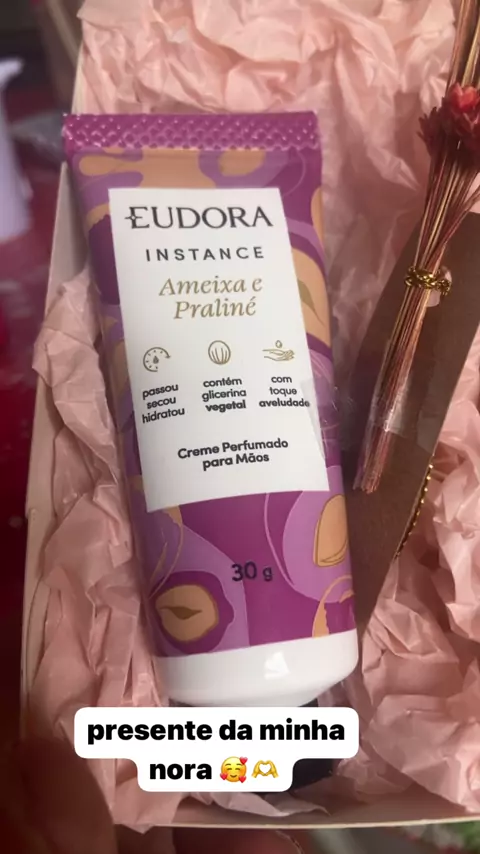 EUDORA
INSTANCE
Ameixa e
Praliné
passou
secou
hidratou
contém
glicerina
vegetal
com
toque
aveludado
Creme Perfumado
para Mãos
30 g
presente da minha
nora 🥰🫶